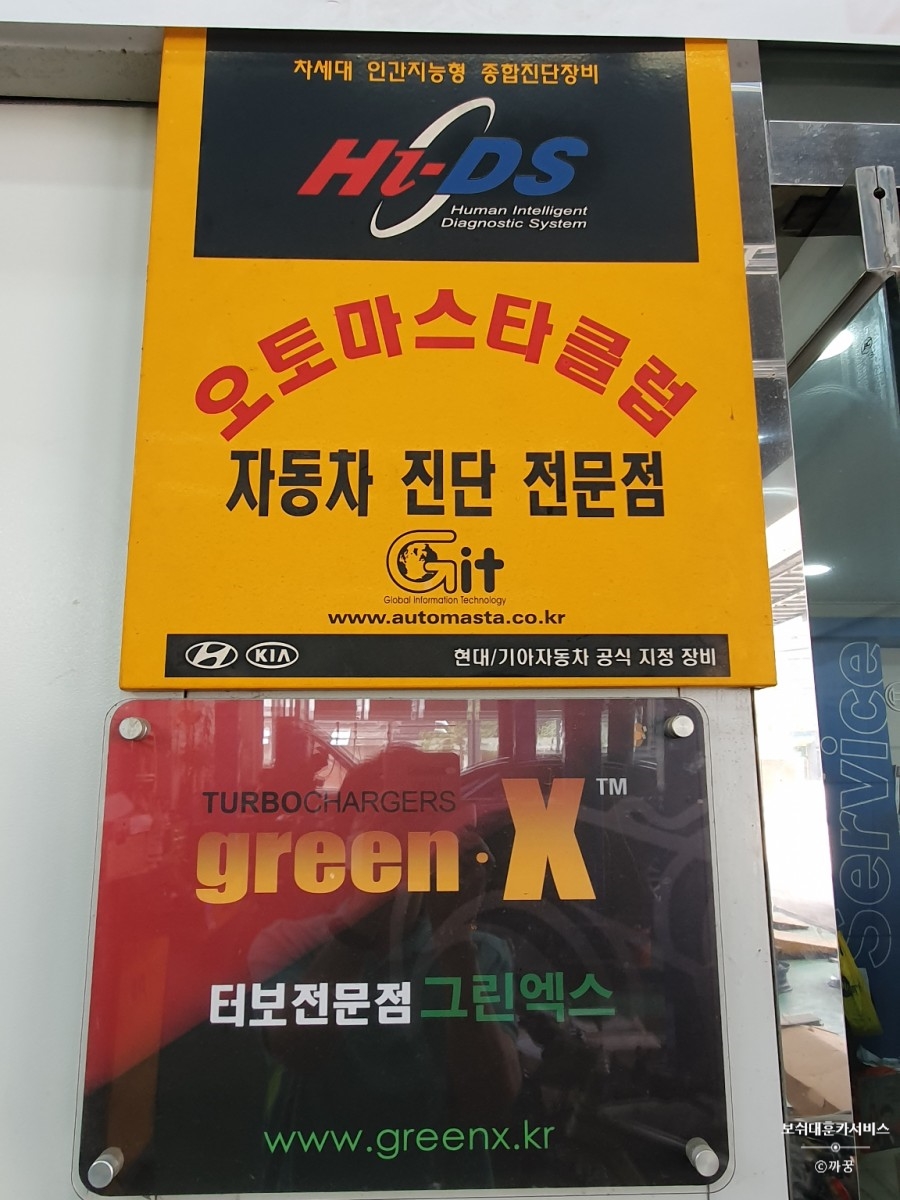 차세대 인간지능형 종합진단장비
Hi-DS
Human Intelligent
Diagnostic System
오토마스타클럽
자동차 진단 전문점
Git
Global Information Technology
www.automasta.co.kr
HYUNDAI KIA 현대/기아자동차 공식 지정 장비
TURBOCHARGERS
green·X™
터보전문점 그린엑스
www.greenx.kr
service
보쉬대훈카서비스
©까꿍